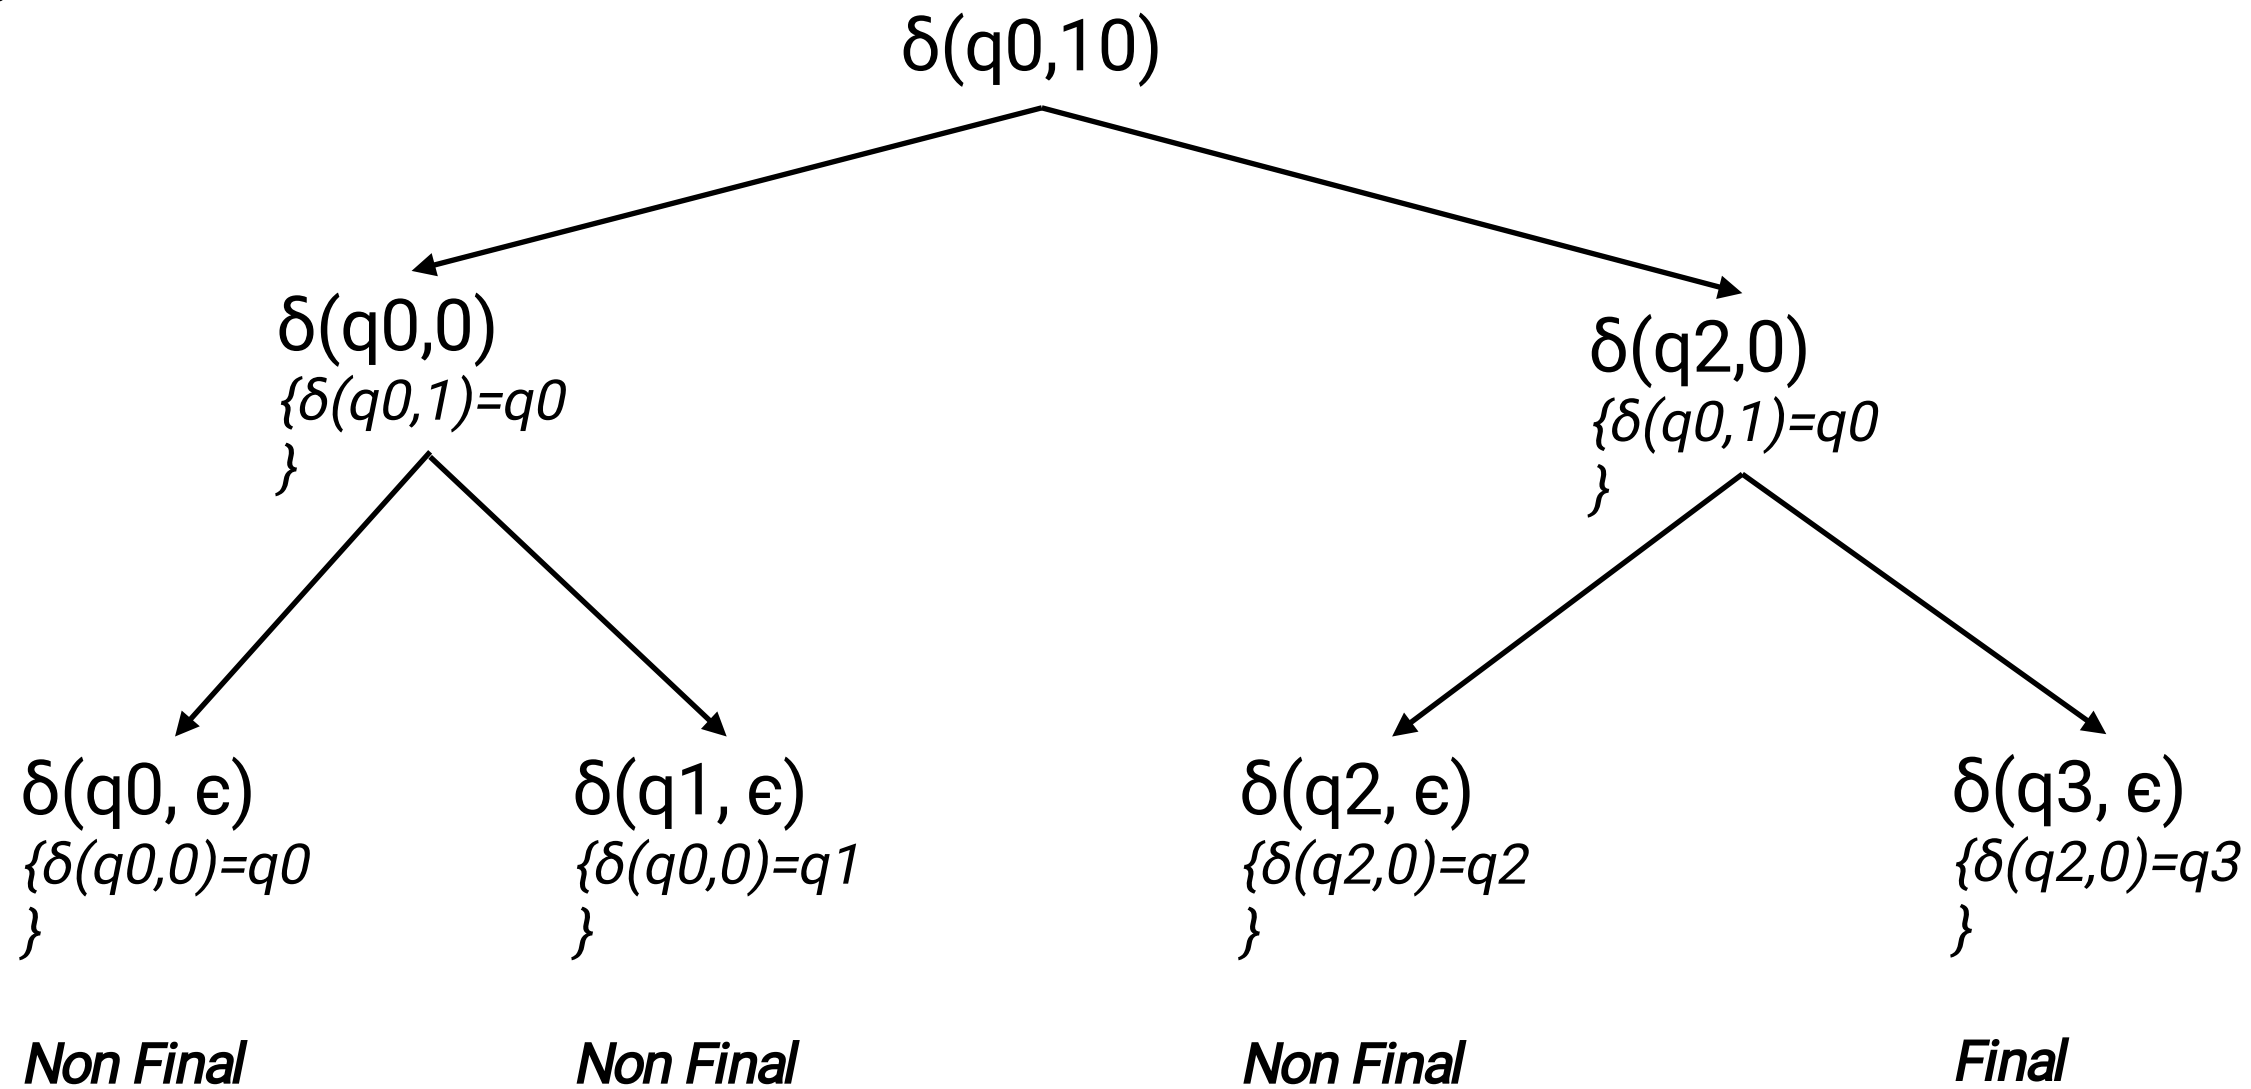 δ(q0,10)
δ(q0,0)
{δ(q0,1)=q0
}
δ(q2,0)
{δ(q0,1)=q0
}
δ(q0, є)
{δ(q0,0)=q0
}
Non Final
δ(q1, є)
{δ(q0,0)=q1
}
Non Final
δ(q2, є)
{δ(q2,0)=q2
}
Non Final
δ(q3, є)
{δ(q2,0)=q3
}
Final